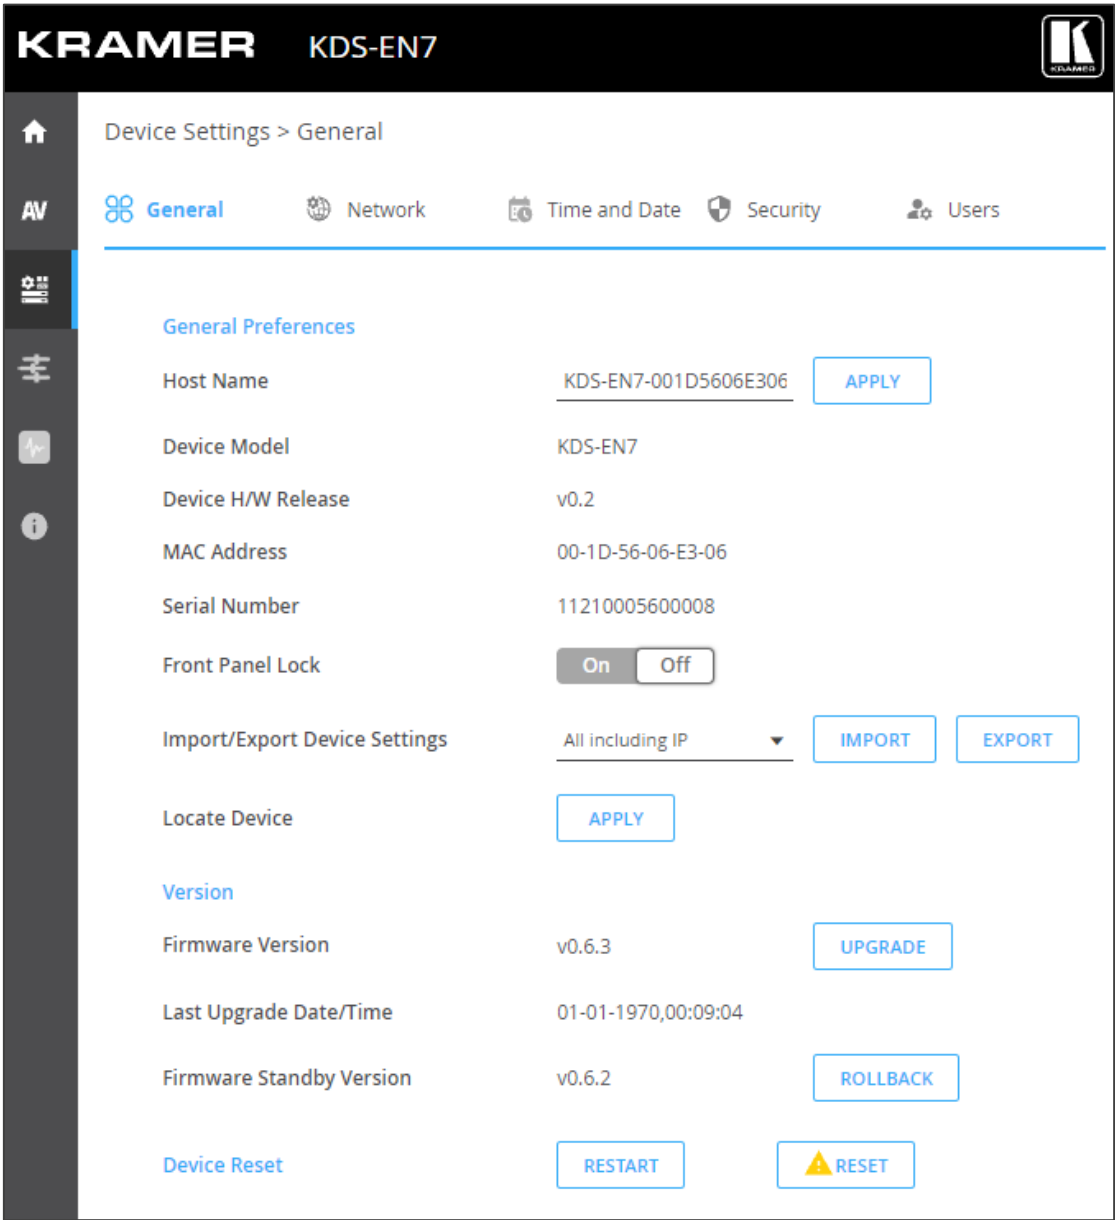 KRAMER KDS-EN7
KRAMER
Device Settings > General
AV
General Network Time and Date Security Users
General Preferences
Host Name KDS-EN7-001D5606E306 APPLY
Device Model KDS-EN7
Device H/W Release v0.2
MAC Address 00-1D-56-06-E3-06
Serial Number 11210005600008
Front Panel Lock On Off
Import/Export Device Settings All including IP IMPORT EXPORT
Locate Device APPLY
Version
Firmware Version v0.6.3 UPGRADE
Last Upgrade Date/Time 01-01-1970,00:09:04
Firmware Standby Version v0.6.2 ROLLBACK
Device Reset RESTART RESET